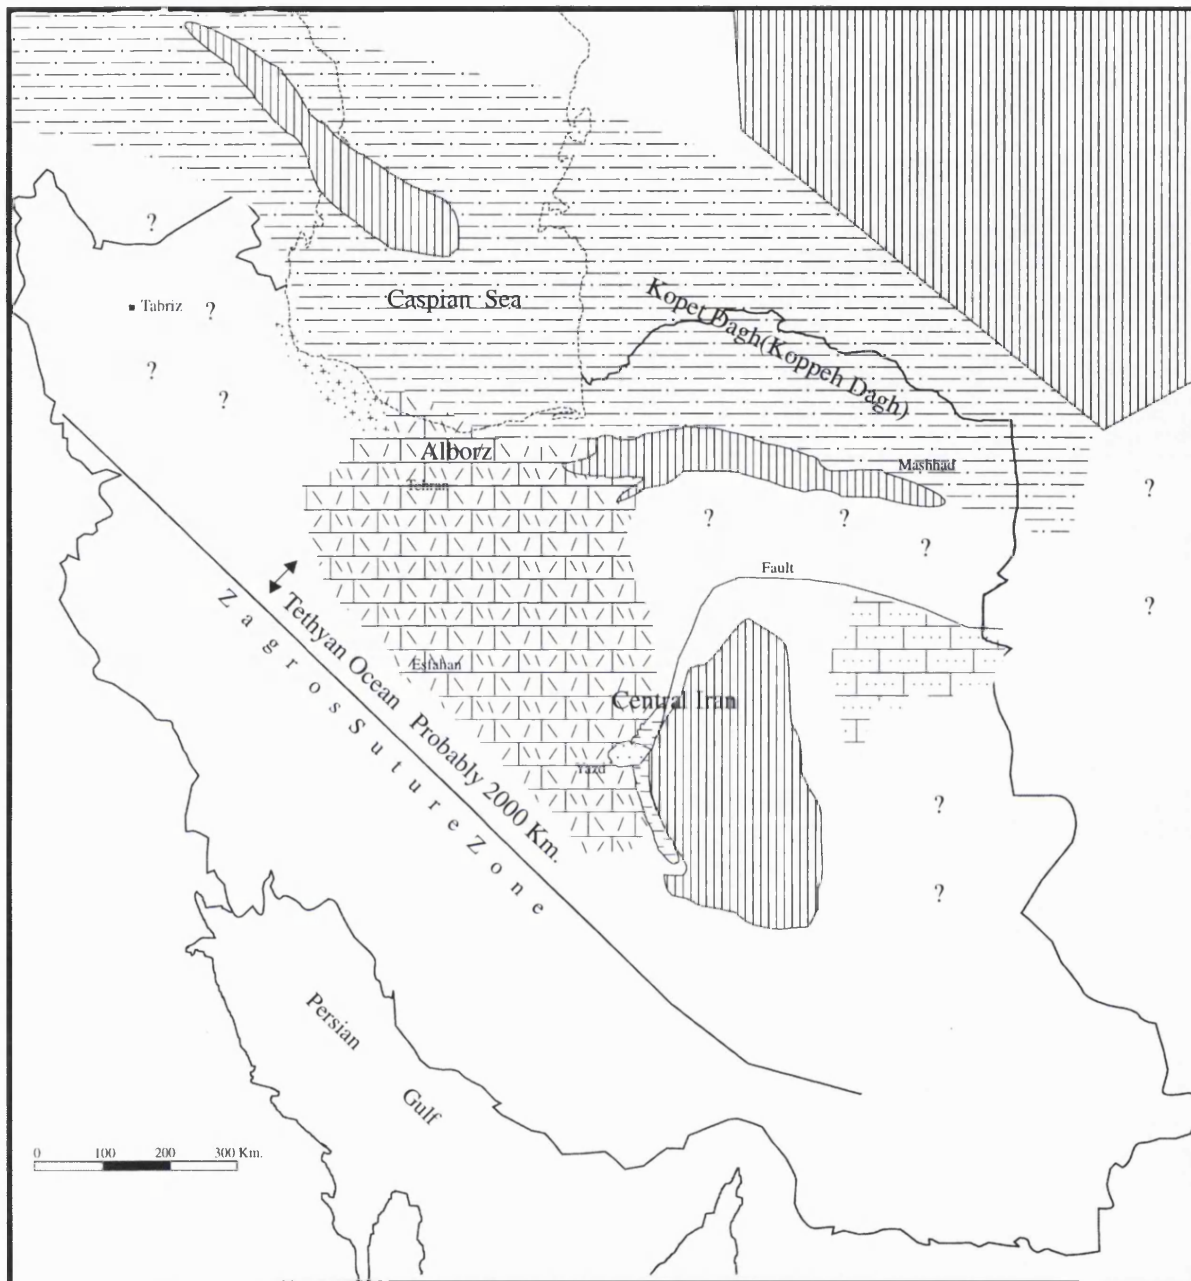 ?
Tabriz
?
?
?
Caspian Sea
Kopet Dagh(Koppeh Dagh)
Alborz
Tehran
Mashhad
?
?
?
?
?
Fault
Tethyan Ocean Probably 2000 Km.
Zagros Suture Zone
Esfahan
Central Iran
Yazd
?
?
Persian
Gulf
0 100 200 300 Km.